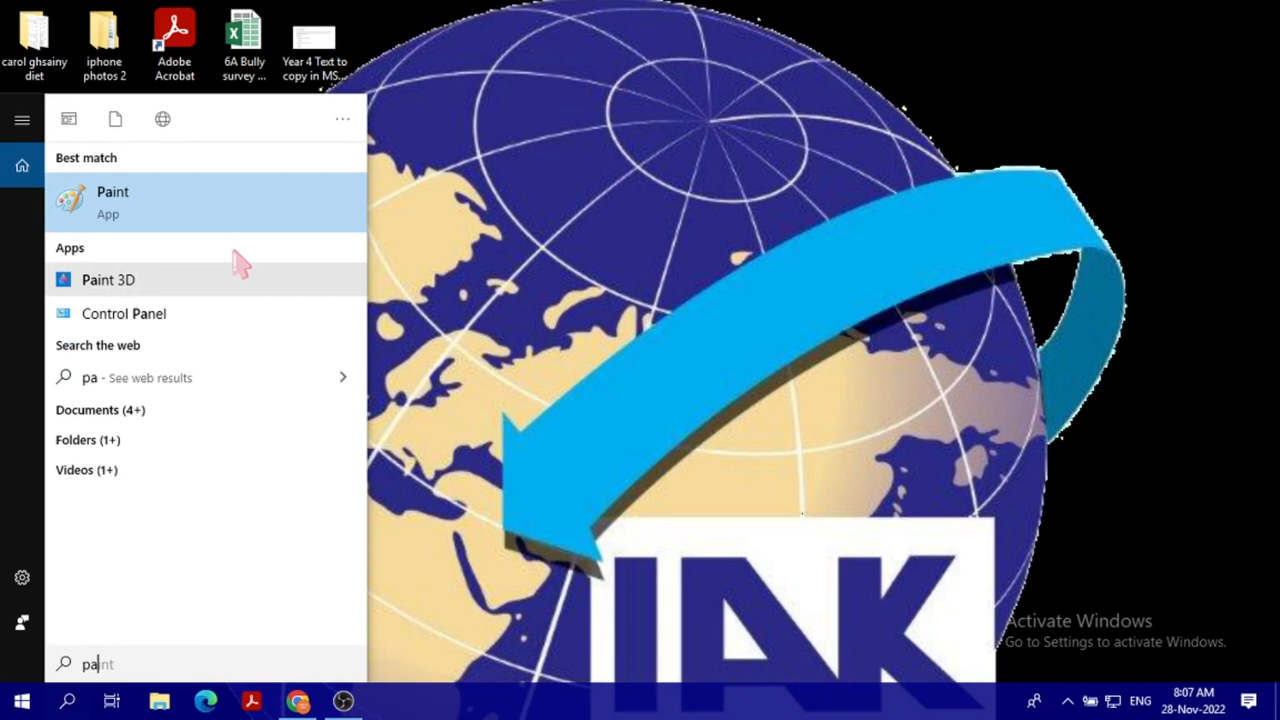 carol ghsainy
diet
iphone
photos 2
Adobe
Acrobat
6A Bully
survey ...
Year 4 Text to
copy in MS...
Best match
Paint
App
Apps
Paint 3D
Control Panel
Search the web
pa - See web results
Documents (4+)
Folders (1+)
Videos (1+)
paint
IAK
Activate Windows
Go to Settings to activate Windows.
ENG
8:07 AM
28-Nov-2022